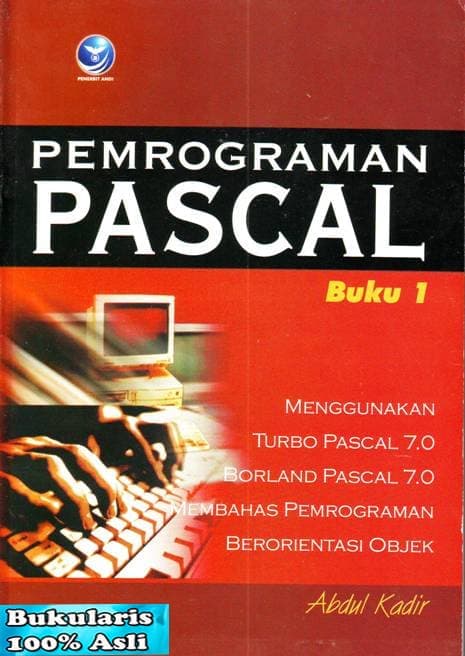 PENERBIT ANDI
PEMROGRAMAN
PASCAL
Buku 1
MENGGUNAKAN
TURBO PASCAL 7.0
BORLAND PASCAL 7.0
MEMBAHAS PEMROGRAMAN
BERORIENTASI OBJEK
Abdul Kadir
Bukularis
100% Asli